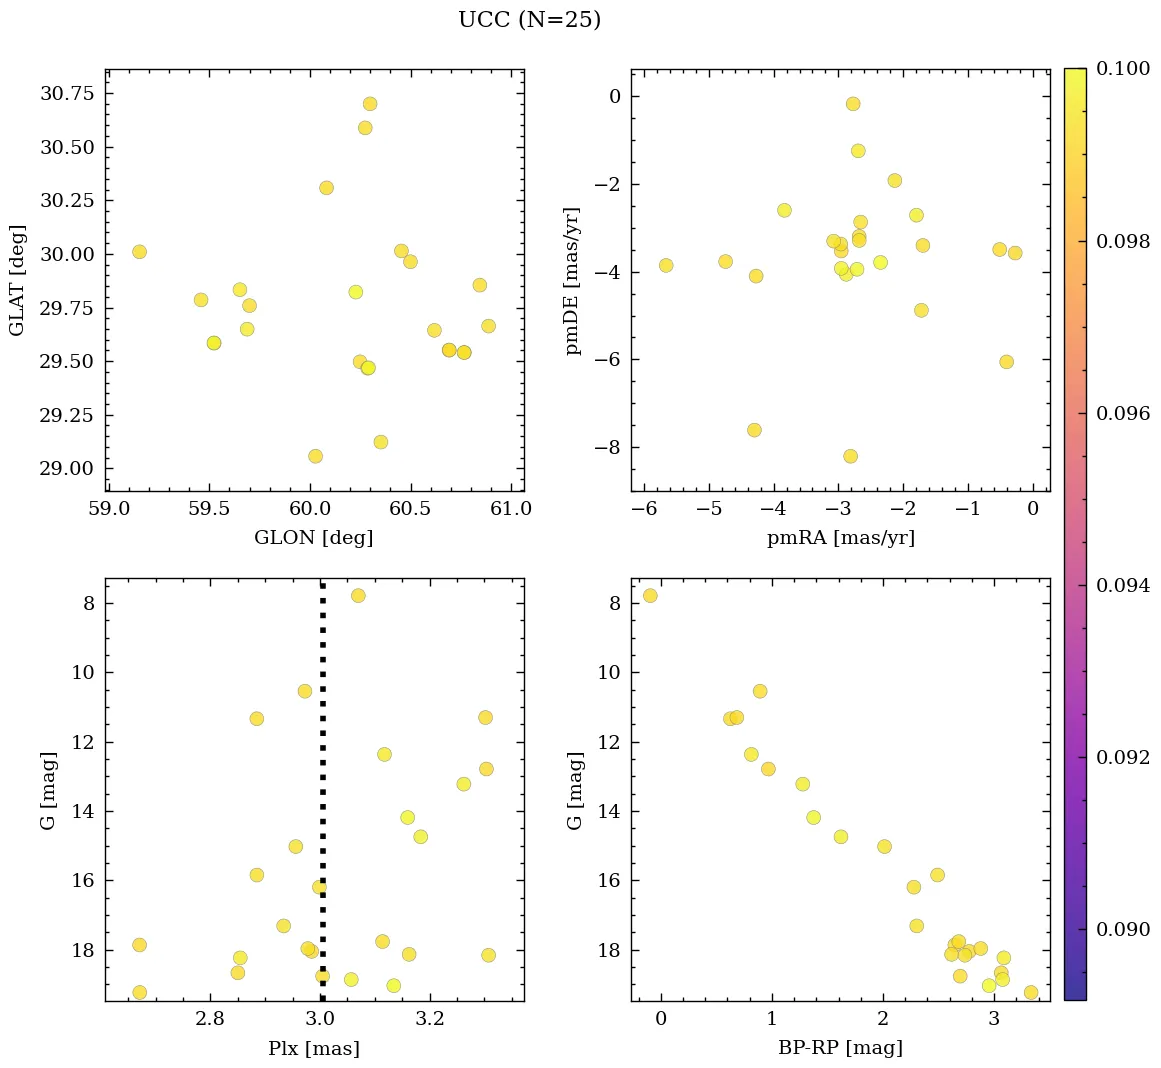 UCC (N=25)
30.75
30.50
30.25
30.00
29.75
29.50
29.25
29.00
GLAT [deg]
59.0 59.5 60.0 60.5 61.0
GLON [deg]
0
−2
−4
−6
−8
pmDE [mas/yr]
−6 −5 −4 −3 −2 −1 0
pmRA [mas/yr]
8
10
12
14
16
18
G [mag]
2.8 3.0 3.2
Plx [mas]
8
10
12
14
16
18
G [mag]
0 1 2 3
BP-RP [mag]
0.100
0.098
0.096
0.094
0.092
0.090